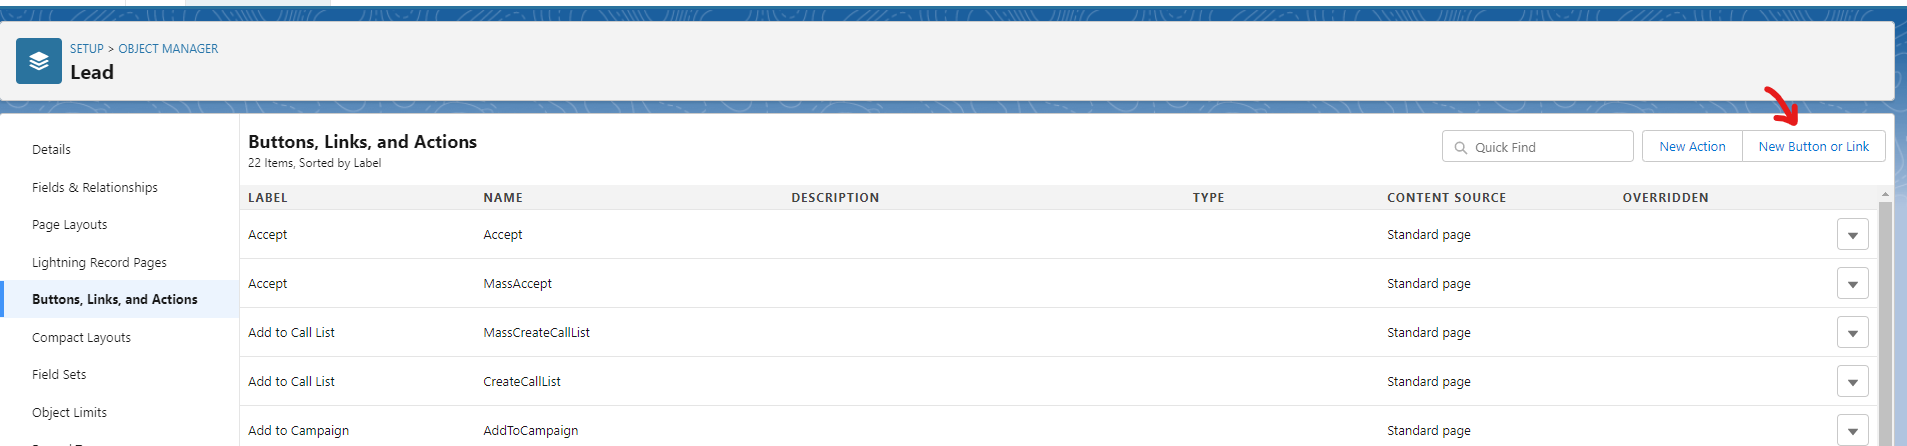 SETUP > OBJECT MANAGER
Lead
Details
Fields & Relationships
Page Layouts
Lightning Record Pages
Buttons, Links, and Actions
Compact Layouts
Field Sets
Object Limits
Buttons, Links, and Actions
22 Items, Sorted by Label
Quick Find
New Action
New Button or Link
LABEL NAME DESCRIPTION TYPE CONTENT SOURCE OVERRIDDEN
Accept Accept Standard page
Accept MassAccept Standard page
Add to Call List MassCreateCallList Standard page
Add to Call List CreateCallList Standard page
Add to Campaign AddToCampaign Standard page